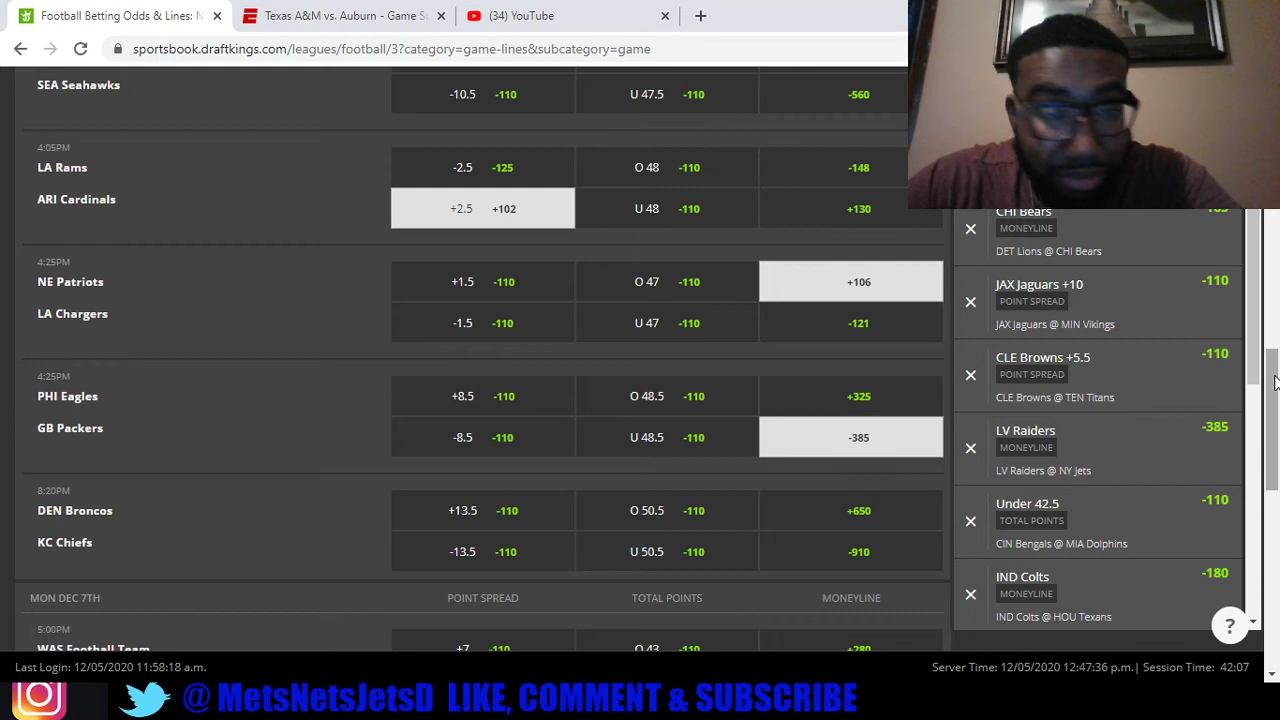 Football Betting Odds & Lines: N
Texas A&M vs. Auburn - Game S
(34) YouTube
sportsbook.draftkings.com/leagues/football/3?category=game-lines&subcategory=game
SEA Seahawks -10.5 -110 U 47.5 -110 -560
4:05PM
LA Rams -2.5 -125 O 48 -110 -148
ARI Cardinals +2.5 +102 U 48 -110 +130
4:25PM
NE Patriots +1.5 -110 O 47 -110 +106
LA Chargers -1.5 -110 U 47 -110 -121
4:25PM
PHI Eagles +8.5 -110 O 48.5 -110 +325
GB Packers -8.5 -110 U 48.5 -110 -385
8:20PM
DEN Broncos +13.5 -110 O 50.5 -110 +650
KC Chiefs -13.5 -110 U 50.5 -110 -910
MON DEC 7TH POINT SPREAD TOTAL POINTS MONEYLINE
5:00PM
WAS Football Team +7 -110 O 43 -110 +280
CHI Bears
MONEYLINE
DET Lions @ CHI Bears
JAX Jaguars +10 -110
POINT SPREAD
JAX Jaguars @ MIN Vikings
CLE Browns +5.5 -110
POINT SPREAD
CLE Browns @ TEN Titans
LV Raiders -385
MONEYLINE
LV Raiders @ NY Jets
Under 42.5 -110
TOTAL POINTS
CIN Bengals @ MIA Dolphins
IND Colts -180
MONEYLINE
IND Colts @ HOU Texans
?
Last Login: 12/05/2020 11:58:18 a.m.
Server Time: 12/05/2020 12:47:36 p.m.| Session Time: 42:07
@ MetsNetsJetsD LIKE, COMMENT & SUBSCRIBE